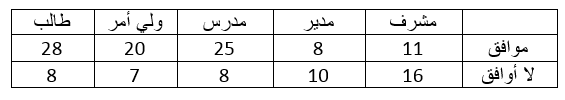 مشرف مدير مدرس ولي أمر طالب
موافق 11 8 25 20 28
لا أوافق 16 10 8 7 8